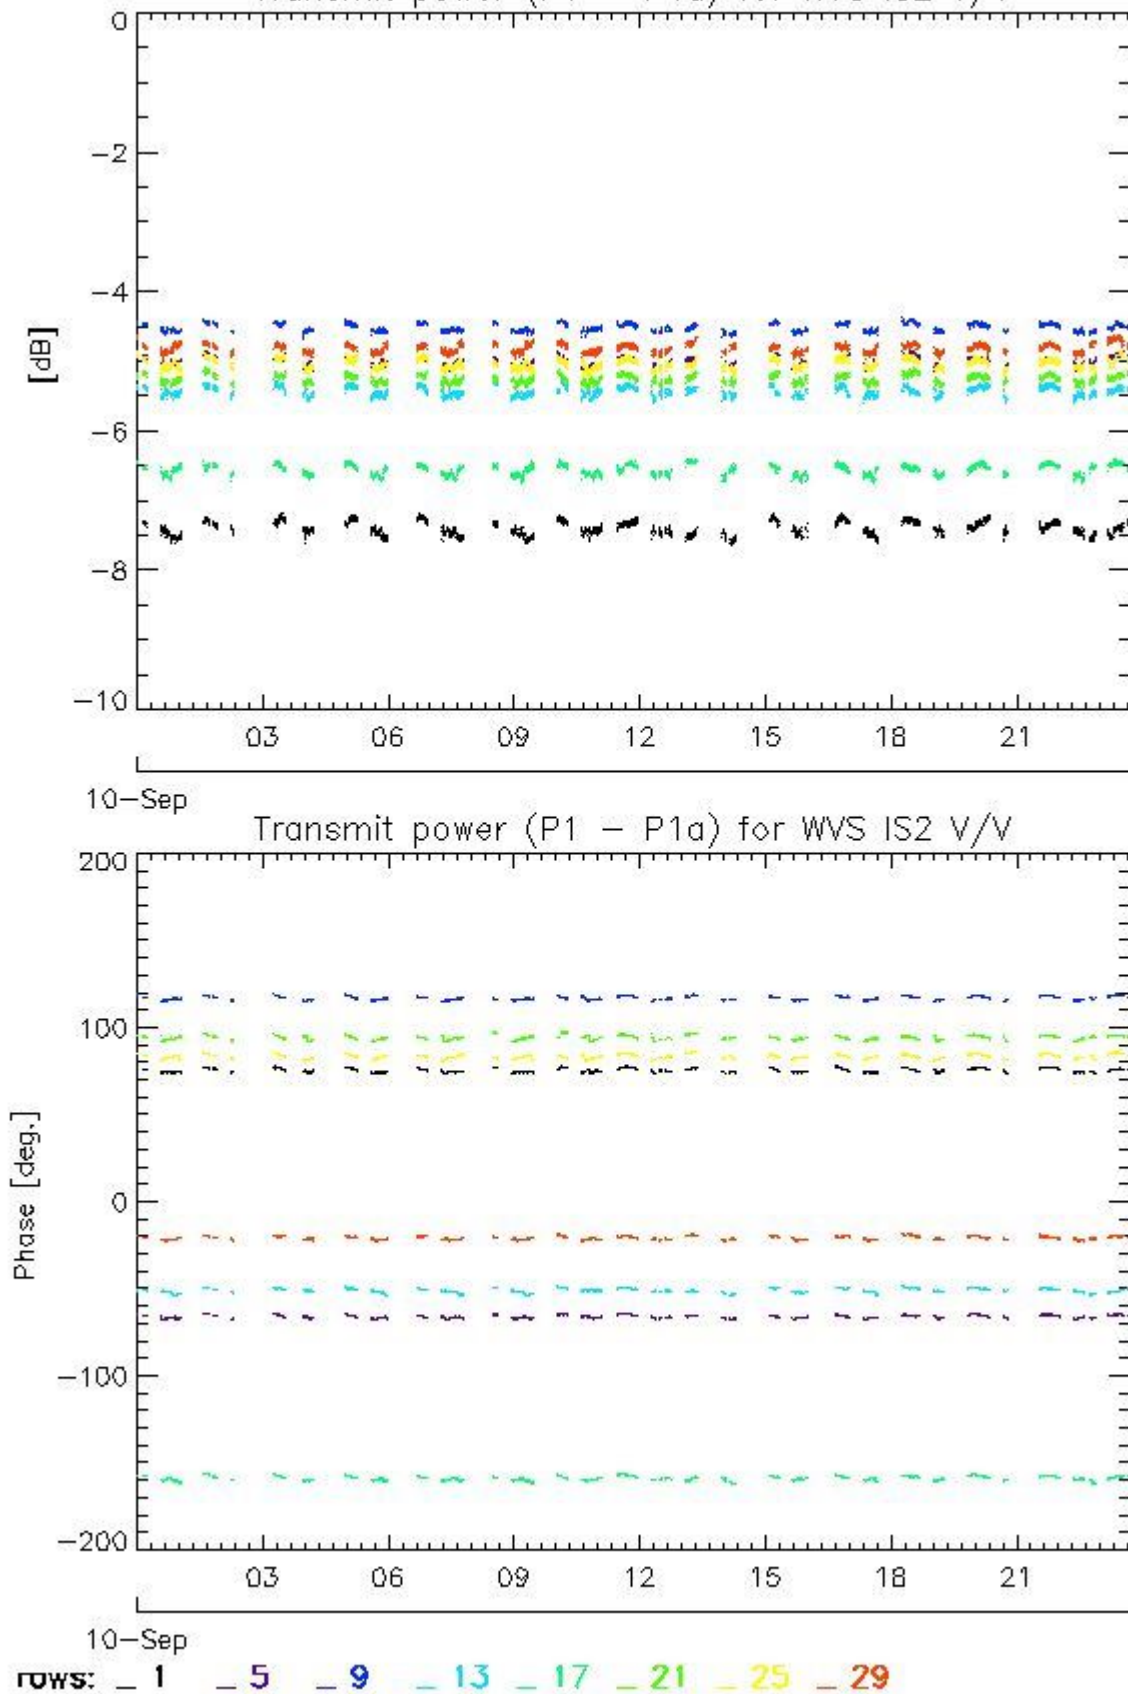 0
-2
-4
-6
-8
-10
[dB]
03 06 09 12 15 18 21
10-Sep
Transmit power (P1 - P1a) for WVS IS2 V/V
200
100
0
-100
-200
Phase [deg.]
03 06 09 12 15 18 21
10-Sep
rows: _ 1 _ 5 _ 9 _ 13 _ 17 _ 21 _ 25 _ 29